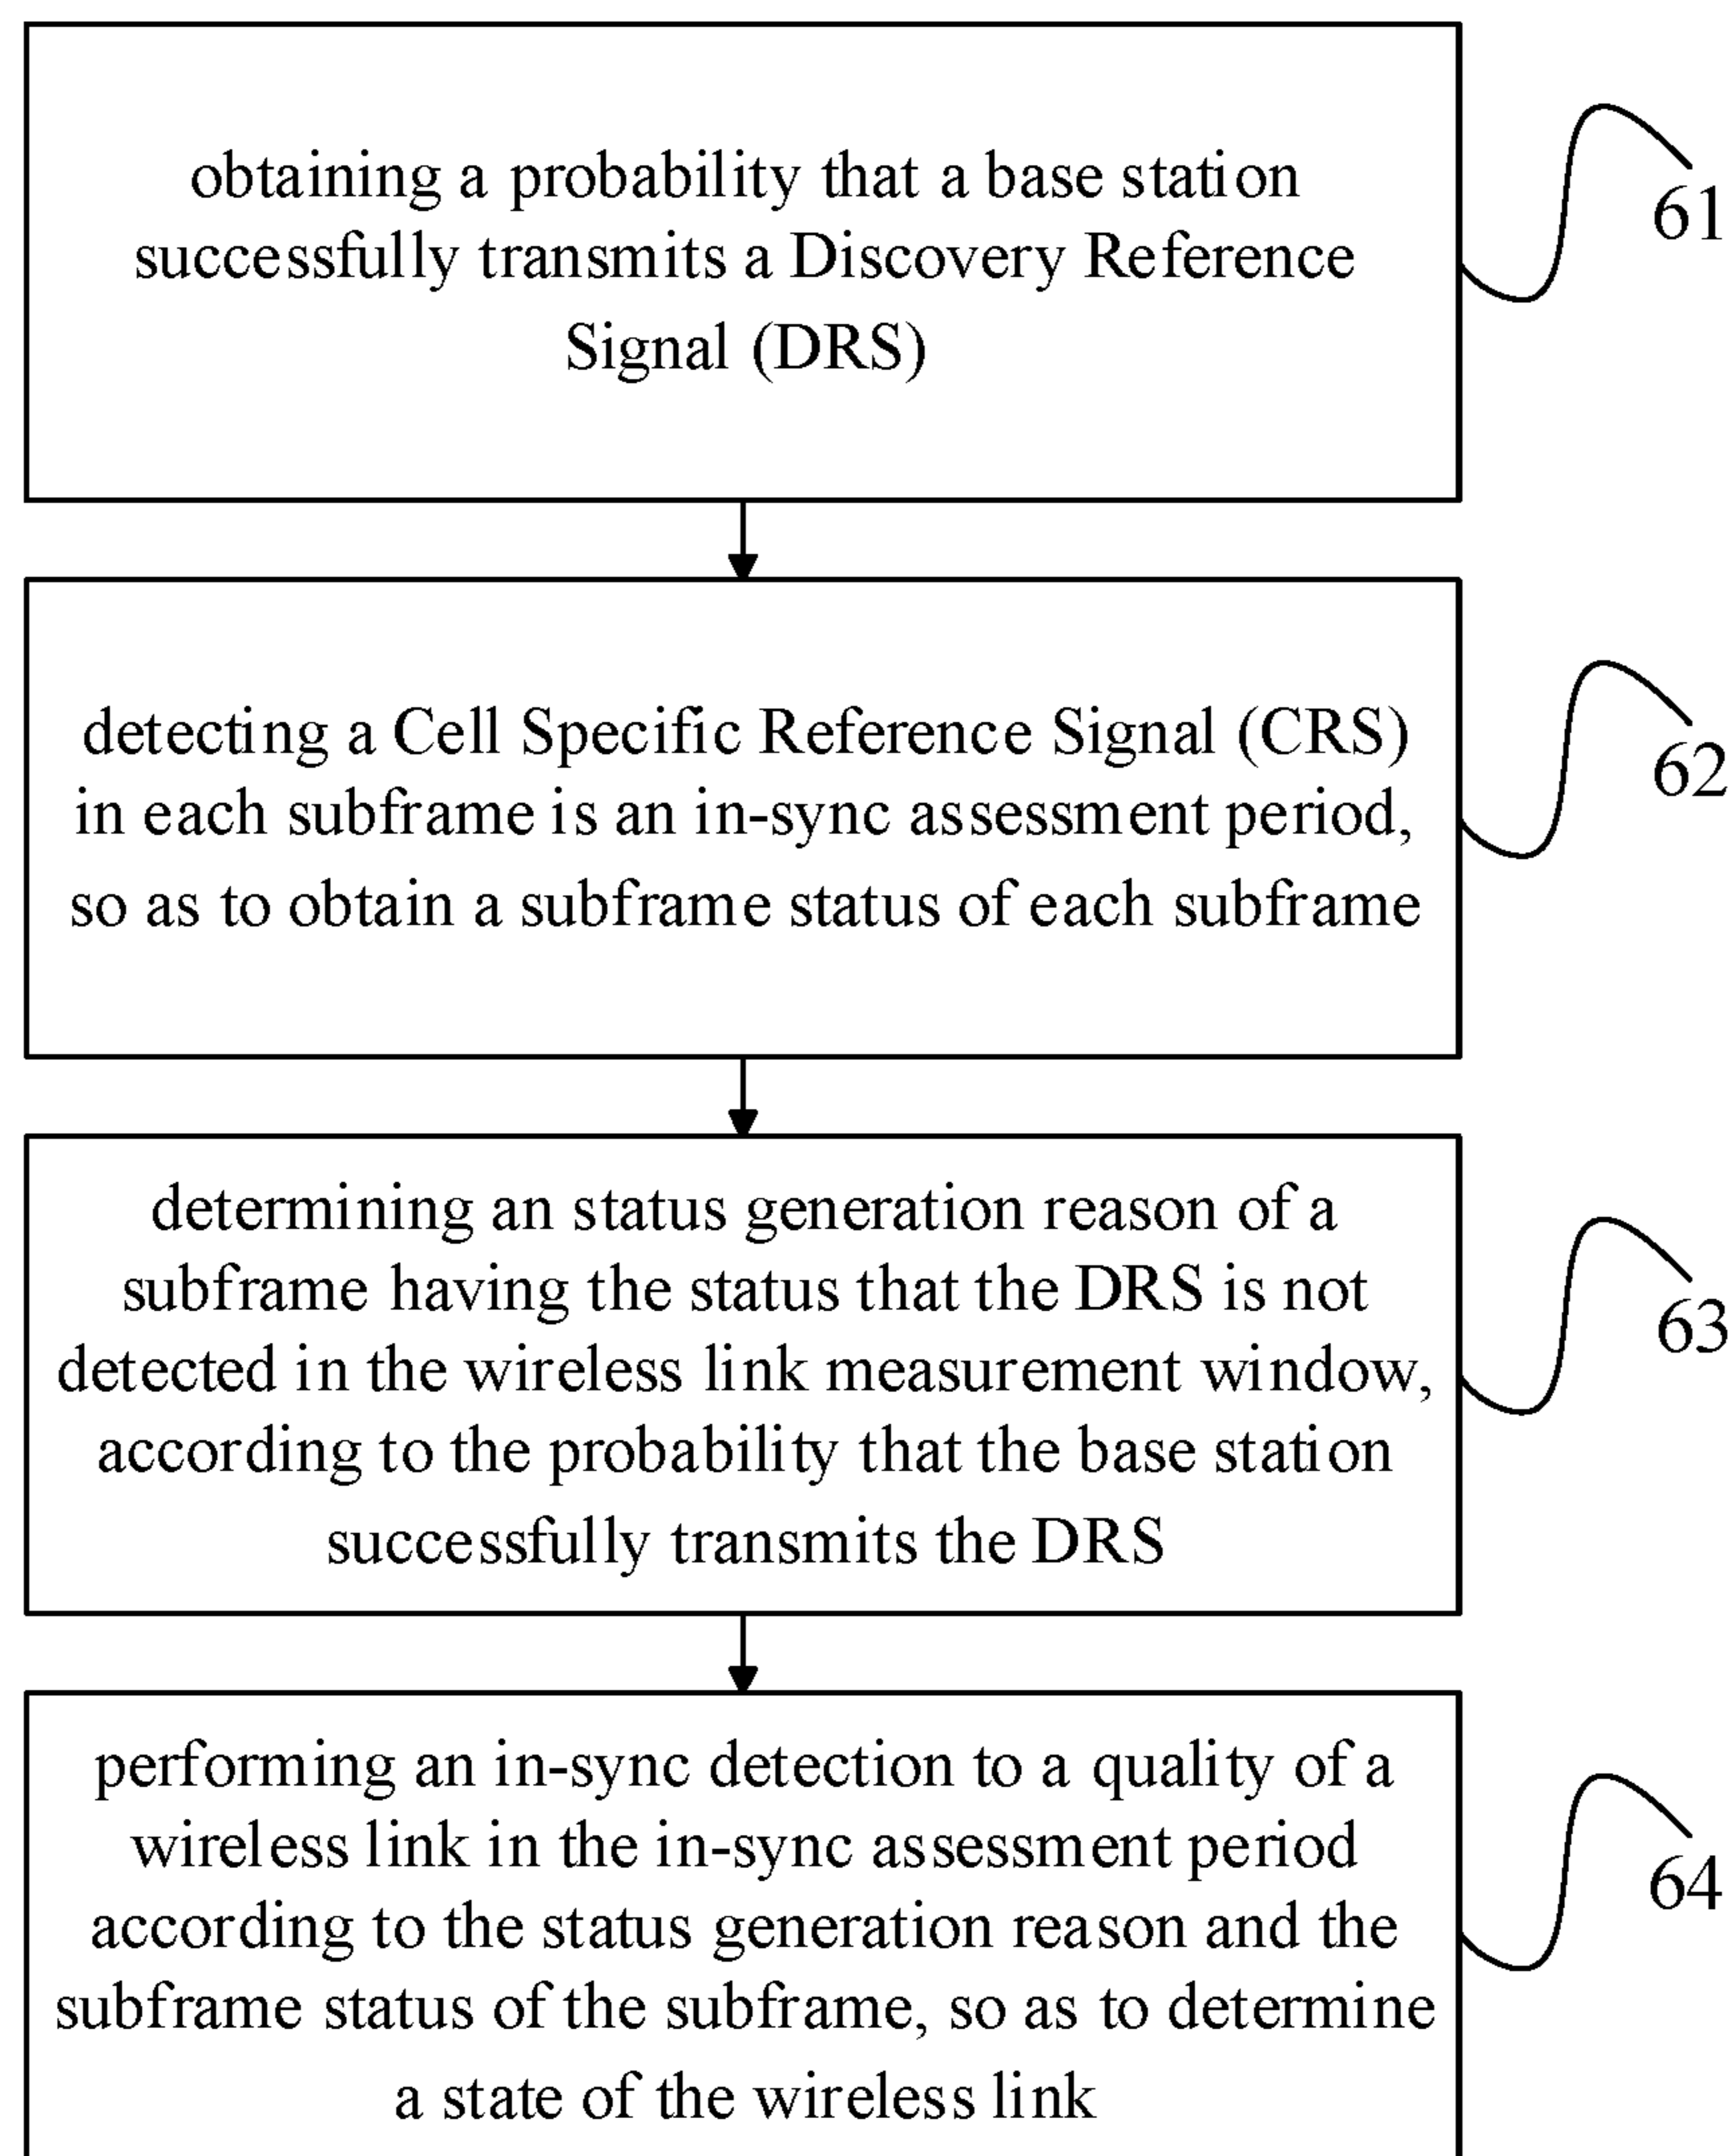 obtaining a probability that a base station
successfully transmits a Discovery Reference
Signal (DRS)
61
detecting a Cell Specific Reference Signal (CRS)
in each subframe is an in-sync assessment period,
so as to obtain a subframe status of each subframe
62
determining an status generation reason of a
subframe having the status that the DRS is not
detected in the wireless link measurement window,
according to the probability that the base station
successfully transmits the DRS
63
performing an in-sync detection to a quality of a
wireless link in the in-sync assessment period
according to the status generation reason and the
subframe status of the subframe, so as to determine
a state of the wireless link
64